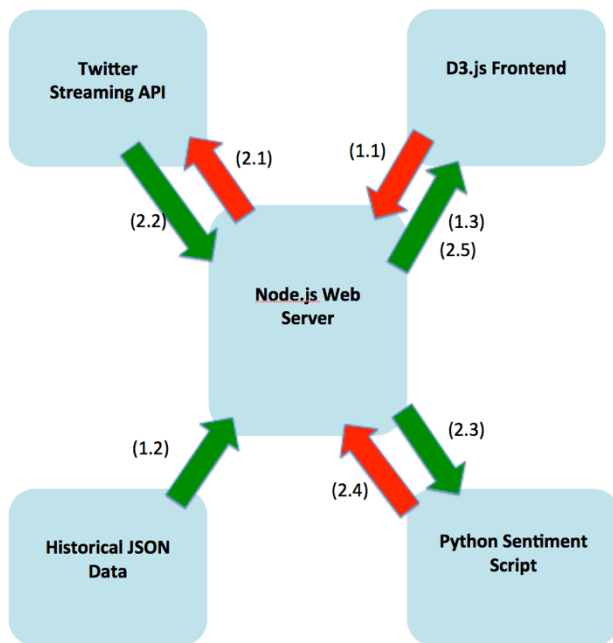 Twitter
Streaming API
D3.js Frontend
(2.1)
(1.1)
(2.2)
(1.3)
(2.5)
Node.js Web
Server
(1.2)
(2.3)
(2.4)
Historical JSON
Data
Python Sentiment
Script